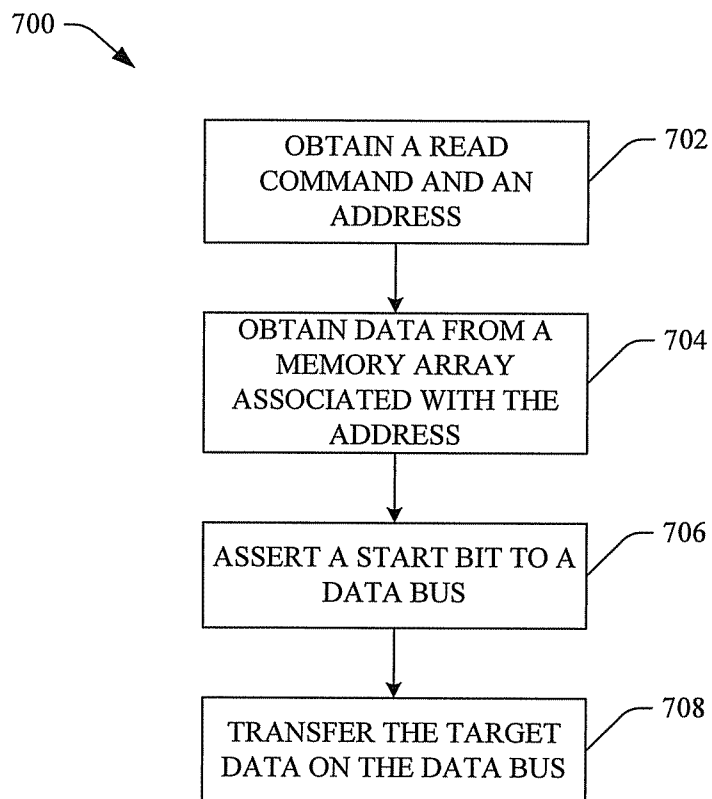 700
OBTAIN A READ
COMMAND AND AN
ADDRESS
702
OBTAIN DATA FROM A
MEMORY ARRAY
ASSOCIATED WITH THE
ADDRESS
704
ASSERT A START BIT TO A
DATA BUS
706
TRANSFER THE TARGET
DATA ON THE DATA BUS
708